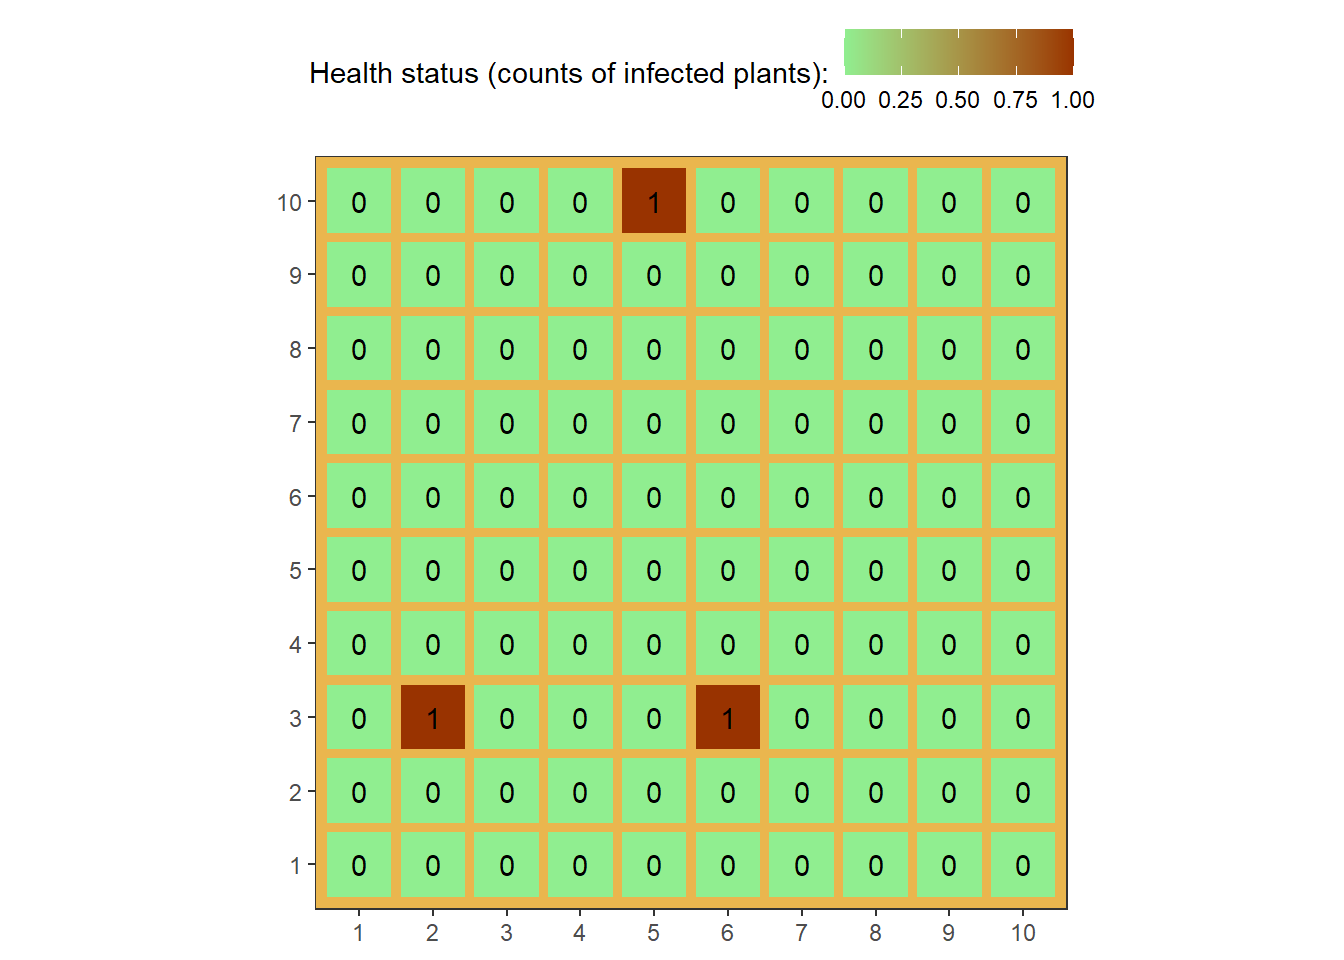 Health status (counts of infected plants):
0.00 0.25 0.50 0.75 1.00
10 0 0 0 0 1 0 0 0 0 0
9 0 0 0 0 0 0 0 0 0 0
8 0 0 0 0 0 0 0 0 0 0
7 0 0 0 0 0 0 0 0 0 0
6 0 0 0 0 0 0 0 0 0 0
5 0 0 0 0 0 0 0 0 0 0
4 0 0 0 0 0 0 0 0 0 0
3 0 1 0 0 0 1 0 0 0 0
2 0 0 0 0 0 0 0 0 0 0
1 0 0 0 0 0 0 0 0 0 0
1 2 3 4 5 6 7 8 9 10